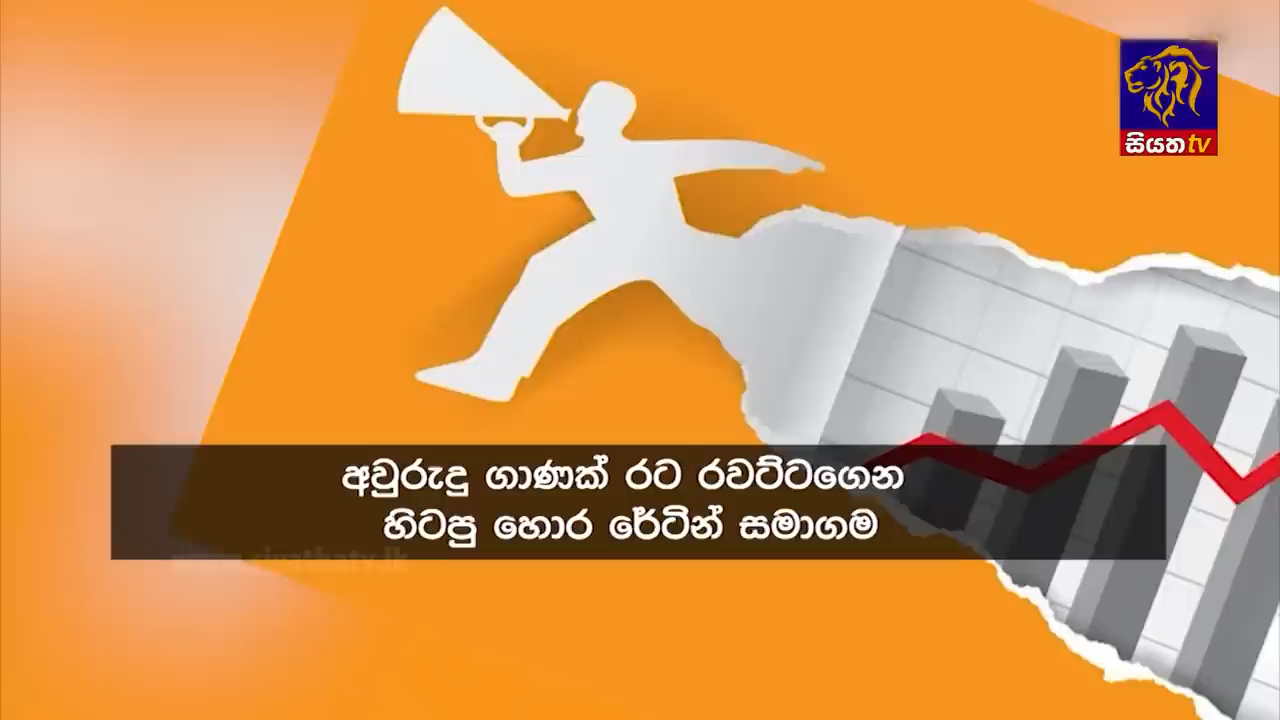 සියත tv
අවුරුදු ගාණක් රට රවට්ටගෙන
හිටපු හොර රේටින් සමාගම